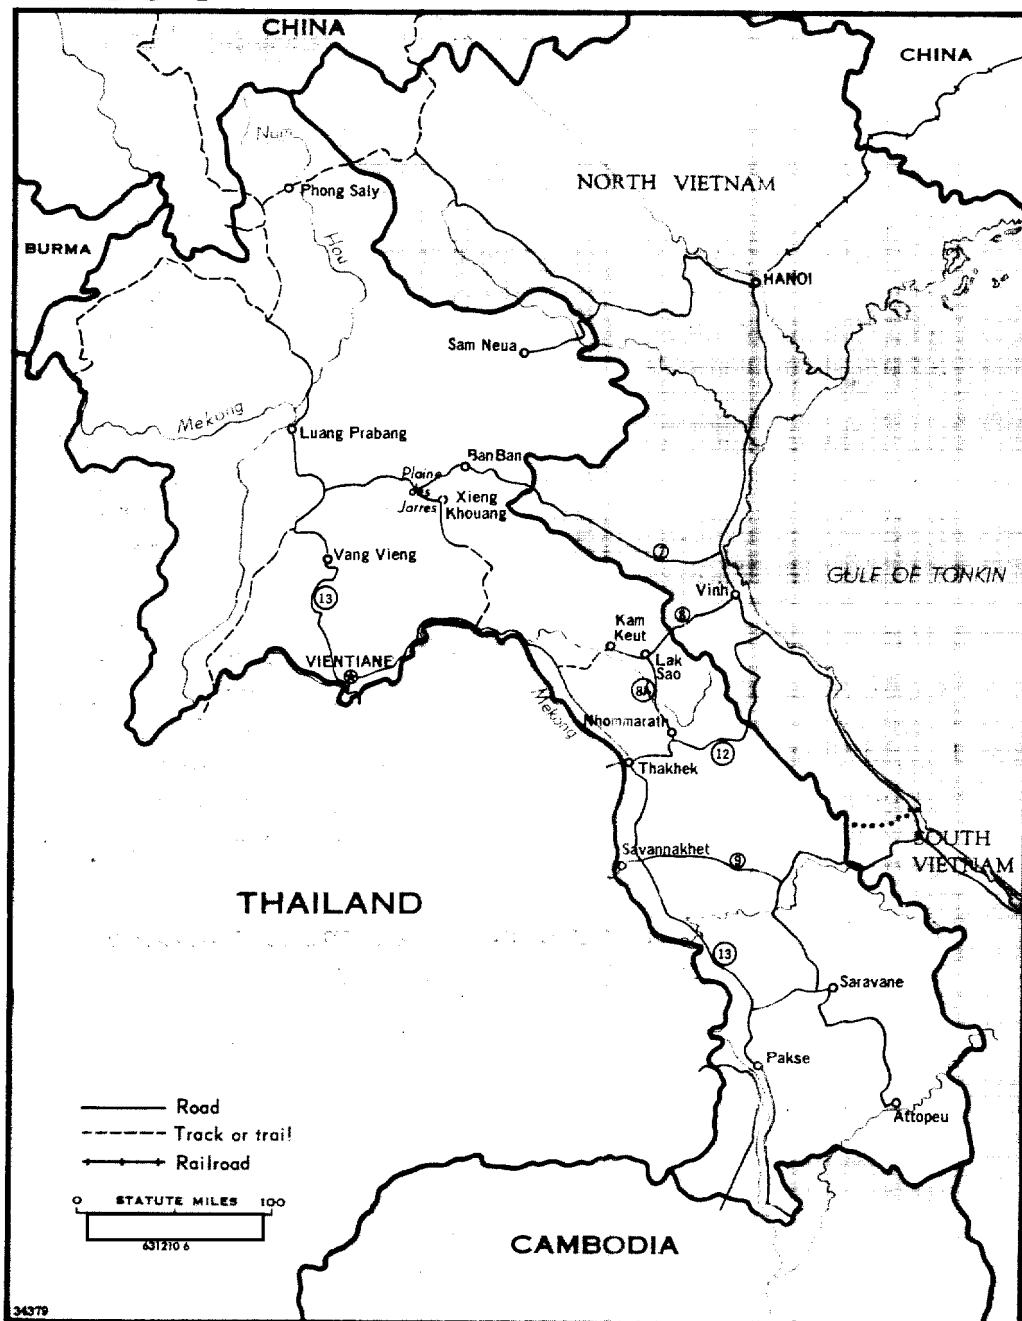 CHINA
CHINA
Num
NORTH VIETNAM
Phong Saly
BURMA
Hou
HANOI
Sam Neua
Mekong
Luang Prabang
Ban Ban
Plaine
des
Jarres
Xieng
Khouang
7
Vang Vieng
GULF OF TONKIN
Vinh
13
8
Kam
Keut
VIENTIANE
Lak
Sao
8A
Mekong
Nhommarath
12
Thakhek
SOUTH
VIETNAM
Savannakhet
9
THAILAND
13
Saravane
Pakse
Attopeu
Road
Track or trail
Railroad
0 STATUTE MILES 100
631210 6
CAMBODIA
34379